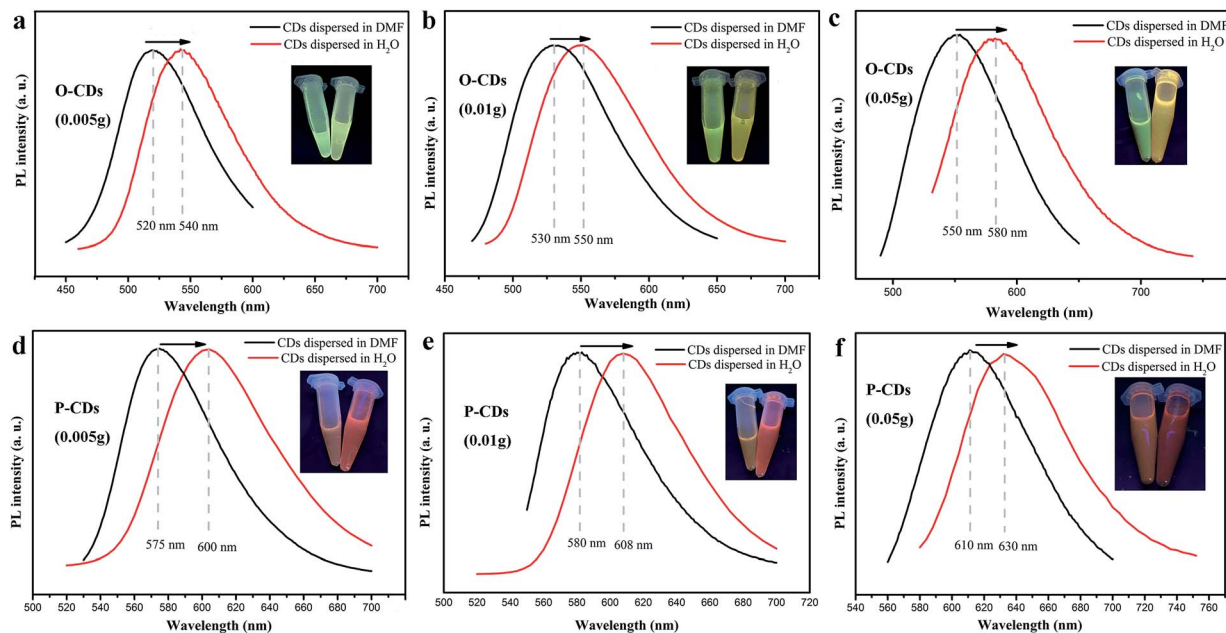 a
CDs dispersed in DMF
CDs dispersed in H₂O
O-CDs
(0.005g)
520 nm 540 nm
PL intensity (a. u.)
450 500 550 600 650 700
Wavelength (nm)
b
CDs dispersed in DMF
CDs dispersed in H₂O
O-CDs
(0.01g)
530 nm 550 nm
PL intensity (a. u.)
450 500 550 600 650 700
Wavelength (nm)
c
CDs dispersed in DMF
CDs dispersed in H₂O
O-CDs
(0.05g)
550 nm 580 nm
PL intensity (a. u.)
500 600 700
Wavelength (nm)
d
CDs dispersed in DMF
CDs dispersed in H₂O
P-CDs
(0.005g)
575 nm 600 nm
PL intensity (a. u.)
500 520 540 560 580 600 620 640 660 680 700 720
Wavelength (nm)
e
CDs dispersed in DMF
CDs dispersed in H₂O
P-CDs
(0.01g)
580 nm 608 nm
PL intensity (a. u.)
500 520 540 560 580 600 620 640 660 680 700 720
Wavelength (nm)
f
CDs dispersed in DMF
CDs dispersed in H₂O
P-CDs
(0.05g)
610 nm 630 nm
PL intensity (a. u.)
540 560 580 600 620 640 660 680 700 720 740 760
Wavelength (nm)